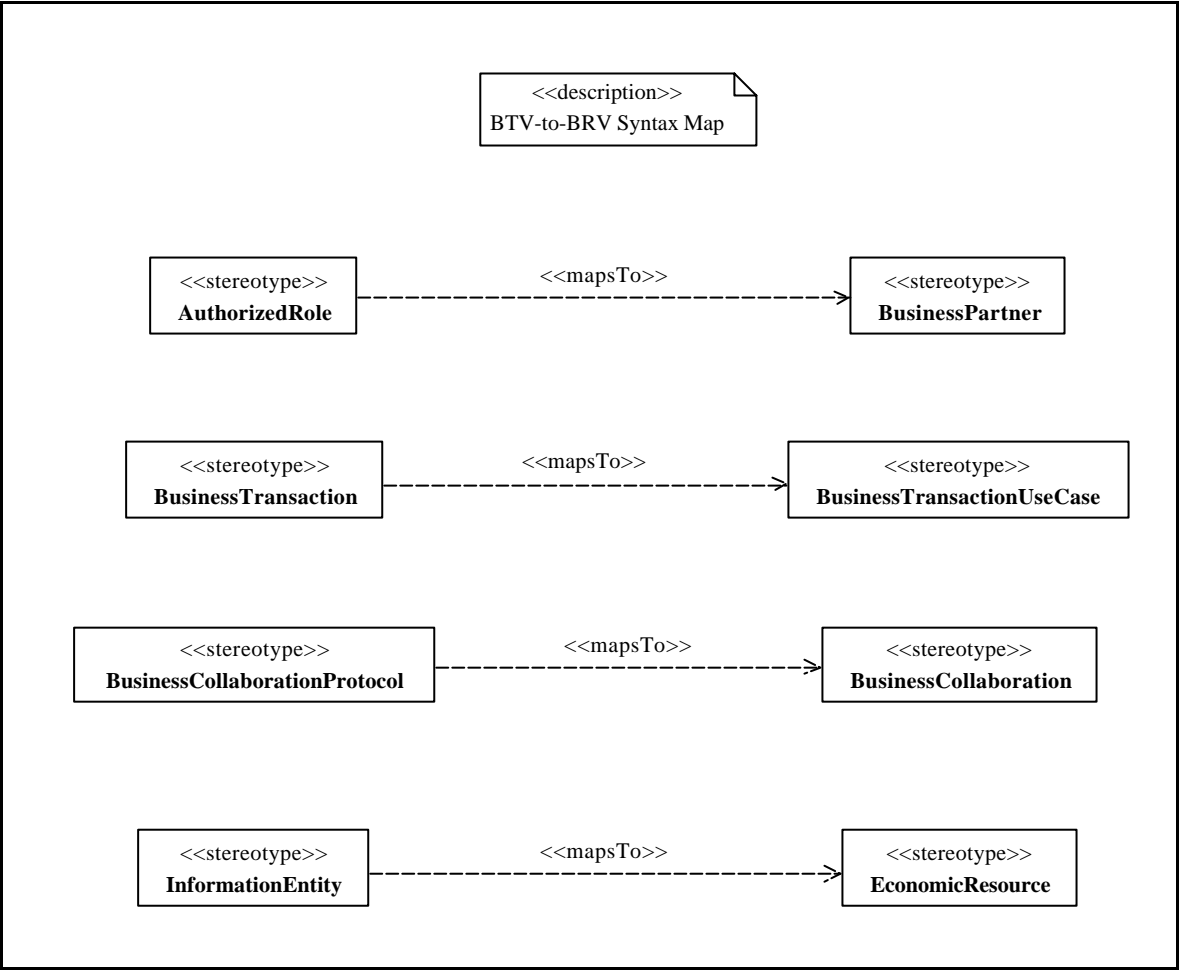 <<description>>
BTV-to-BRV Syntax Map
<<stereotype>>
AuthorizedRole
<<mapsTo>>
<<stereotype>>
BusinessPartner
<<stereotype>>
BusinessTransaction
<<mapsTo>>
<<stereotype>>
BusinessTransactionUseCase
<<stereotype>>
BusinessCollaborationProtocol
<<mapsTo>>
<<stereotype>>
BusinessCollaboration
<<stereotype>>
InformationEntity
<<mapsTo>>
<<stereotype>>
EconomicResource